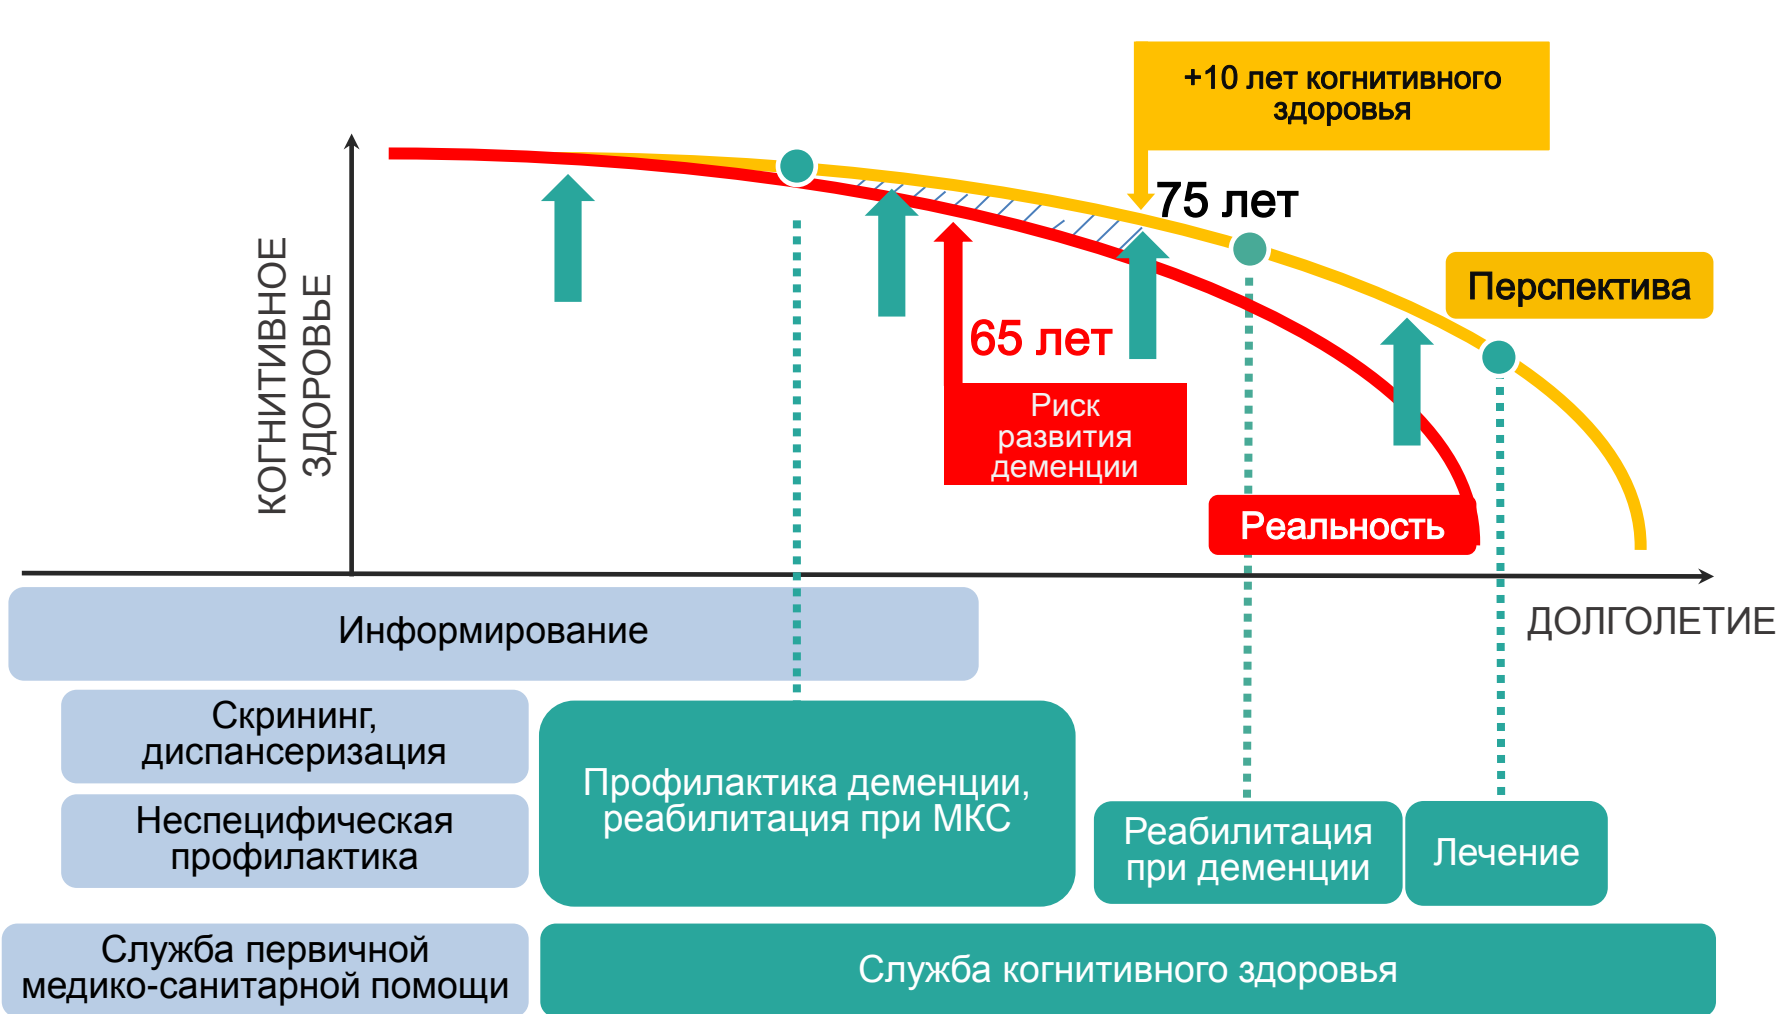 +10 лет когнитивного
здоровья
75 лет
КОГНИТИВНОЕ
ЗДОРОВЬЕ
Перспектива
65 лет
Риск
развития
деменции
Реальность
ДОЛГОЛЕТИЕ
Информирование
Скрининг,
диспансеризация
Неспецифическая
профилактика
Профилактика деменции,
реабилитация при МКС
Реабилитация
при деменции
Лечение
Служба первичной
медико-санитарной помощи
Служба когнитивного здоровья